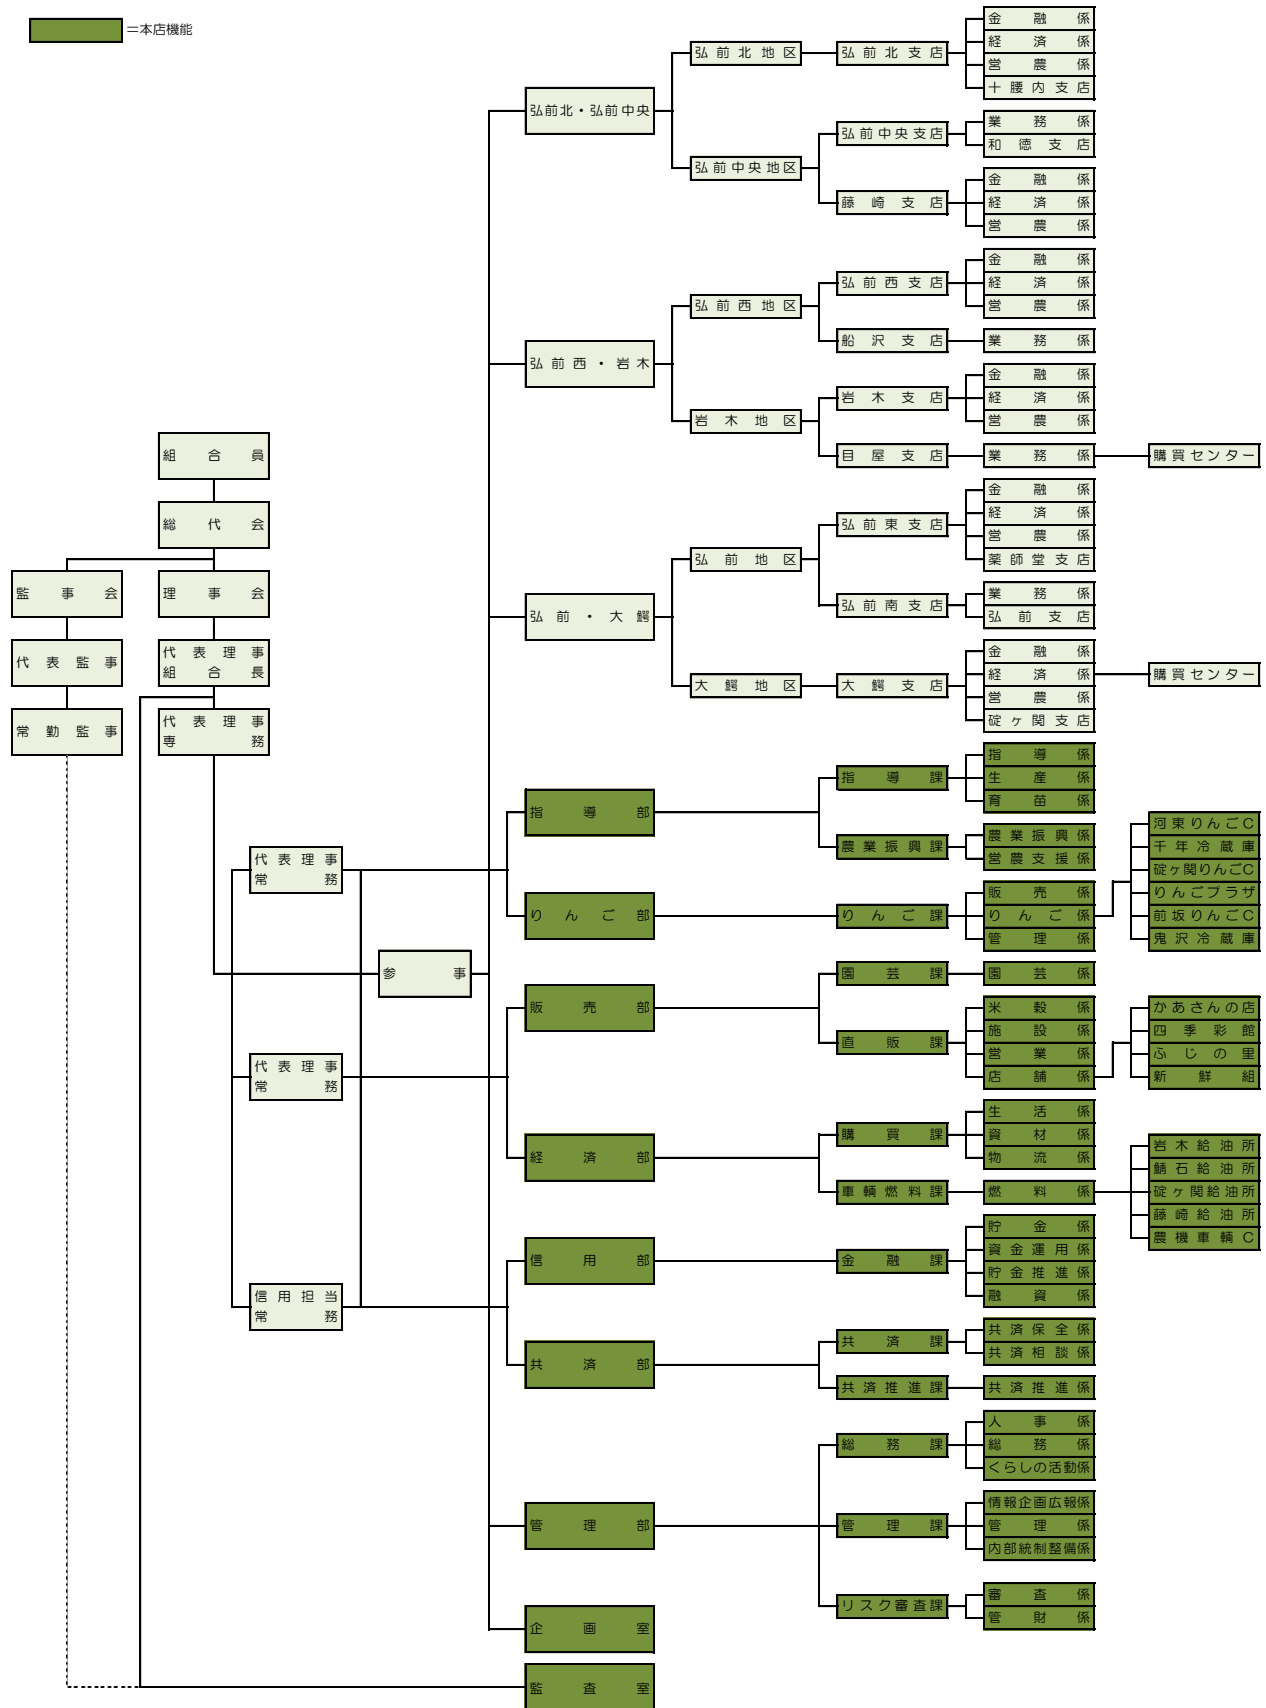 ＝本店機能
組合員
総代会
監事会
理事会
代表監事
代表理事
組合長
常勤監事
代表理事
専務
代表理事
常務
代表理事
常務
信用担当
常務
参事
弘前北・弘前中央
弘前北地区
弘前北支店
金融係
経済係
営農係
十腰内支店
弘前中央地区
弘前中央支店
業務係
和徳支店
藤崎支店
金融係
経済係
営農係
弘前西・岩木
弘前西地区
弘前西支店
金融係
経済係
営農係
船沢支店
業務係
岩木地区
岩木支店
金融係
経済係
営農係
目屋支店
業務係
購買センター
弘前・大鰐
弘前地区
弘前東支店
金融係
経済係
営農係
薬師堂支店
弘前南支店
業務係
弘前支店
大鰐地区
大鰐支店
金融係
経済係
購買センター
営農係
碇ヶ関支店
指導部
指導課
指導係
生産係
育苗係
農業振興課
農業振興係
営農支援係
りんご部
りんご課
販売係
りんご係
管理係
河東りんごC
千年冷蔵庫
碇ヶ関りんごC
りんごプラザ
前坂りんごC
鬼沢冷蔵庫
販売部
園芸課
園芸係
直販課
米穀係
施設係
営業係
店舗係
かあさんの店
四季彩館
ふじの里
新鮮組
経済部
購買課
生活係
資材係
物流係
車輌燃料課
燃料係
岩木給油所
鯖石給油所
碇ヶ関給油所
藤崎給油所
農機車輌C
信用部
金融課
貯金係
資金運用係
貯金推進係
融資係
共済部
共済課
共済保全係
共済相談係
共済推進課
共済推進係
管理部
総務課
人事係
総務係
くらしの活動係
管理課
情報企画広報係
管理係
内部統制整備係
リスク審査課
審査係
管財係
企画室
監査室